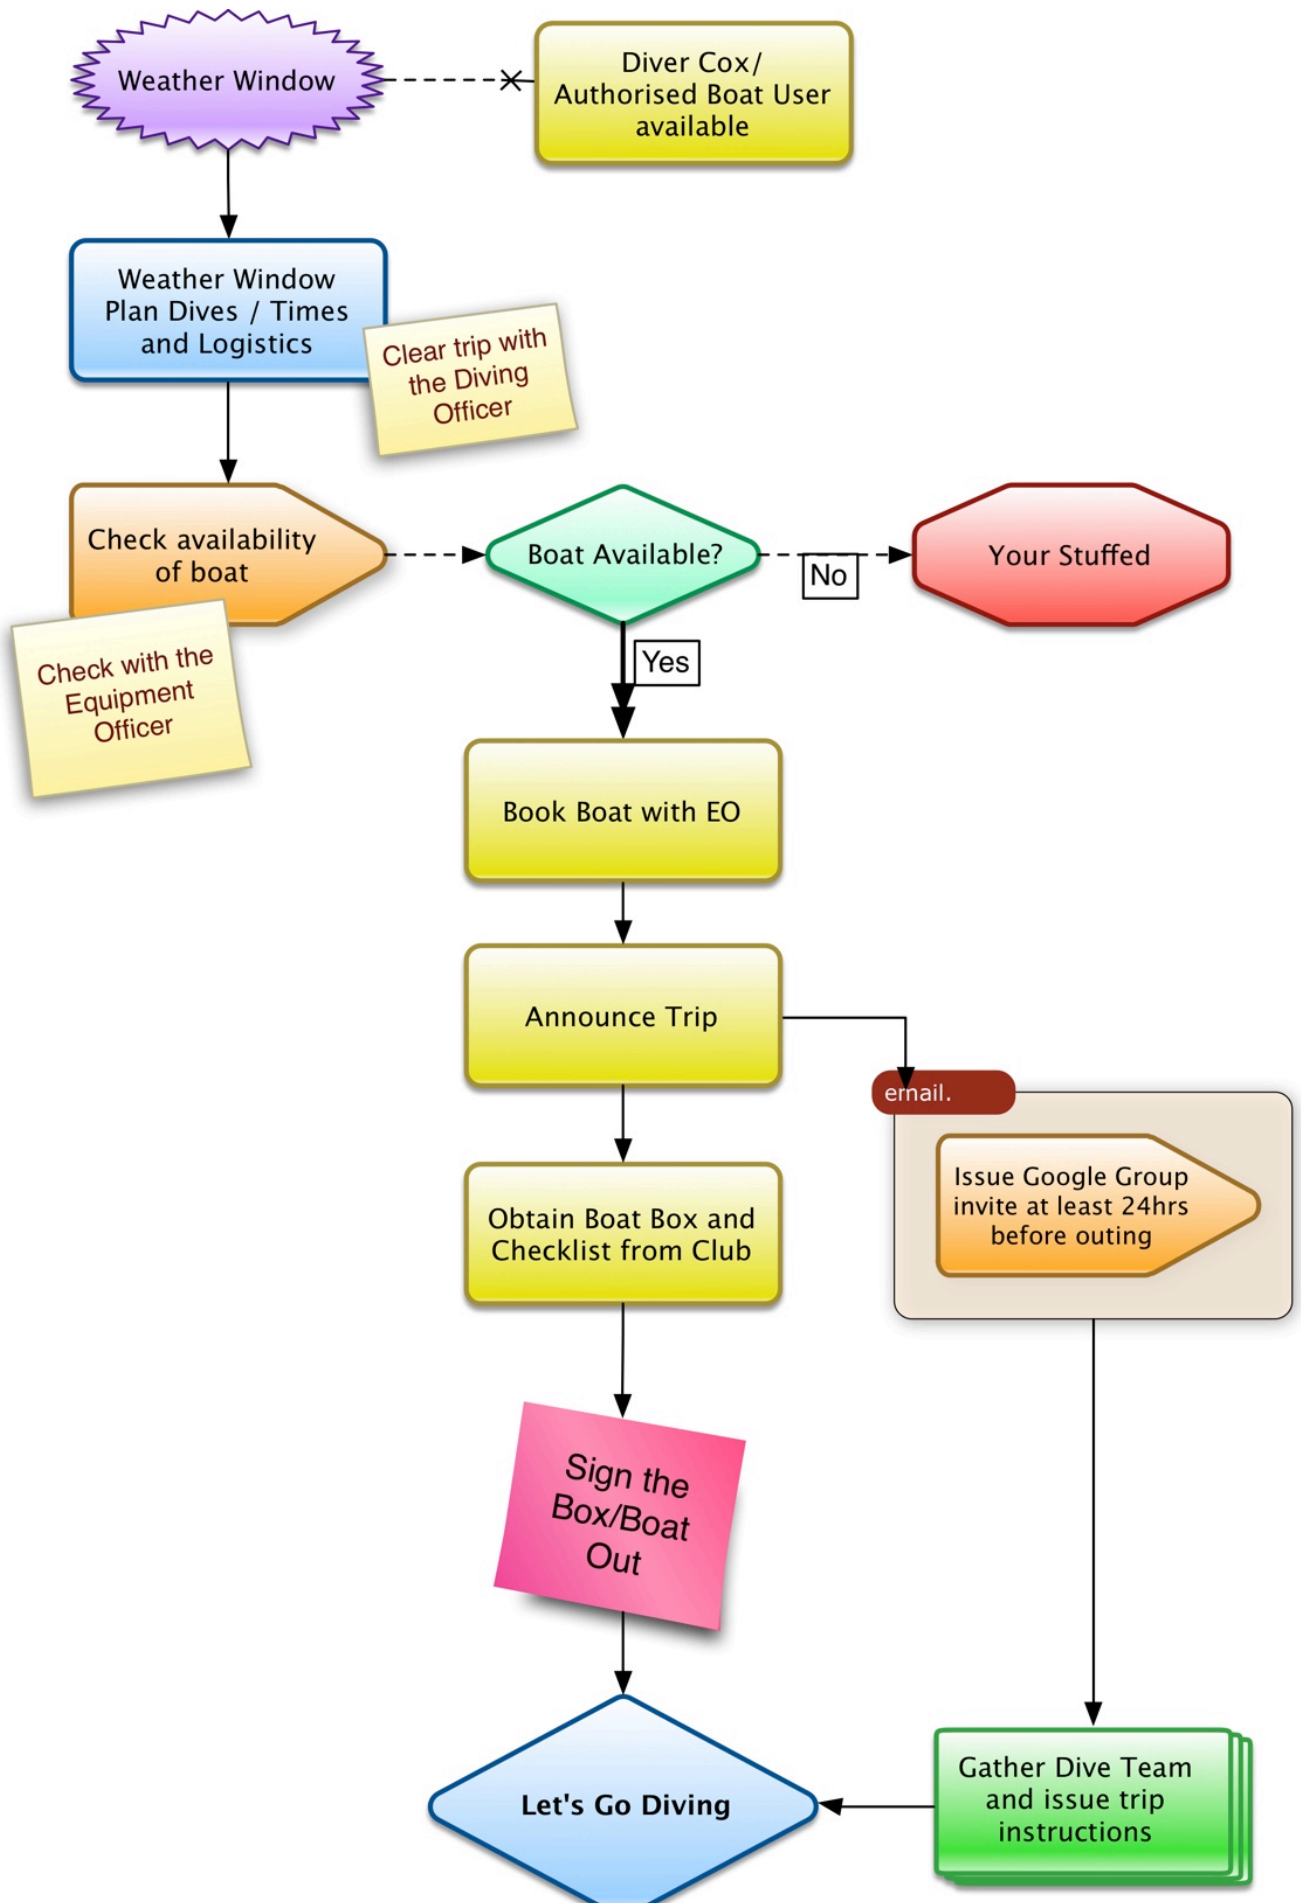 Weather Window
Diver Cox/
Authorised Boat User
available
Weather Window
Plan Dives / Times
and Logistics
Clear trip with
the Diving
Officer
Check availability
of boat
Boat Available?
No
Your Stuffed
Yes
Check with the
Equipment
Officer
Book Boat with EO
Announce Trip
email.
Issue Google Group
invite at least 24hrs
before outing
Obtain Boat Box and
Checklist from Club
Sign the
Box/Boat
Out
Let's Go Diving
Gather Dive Team
and issue trip
instructions